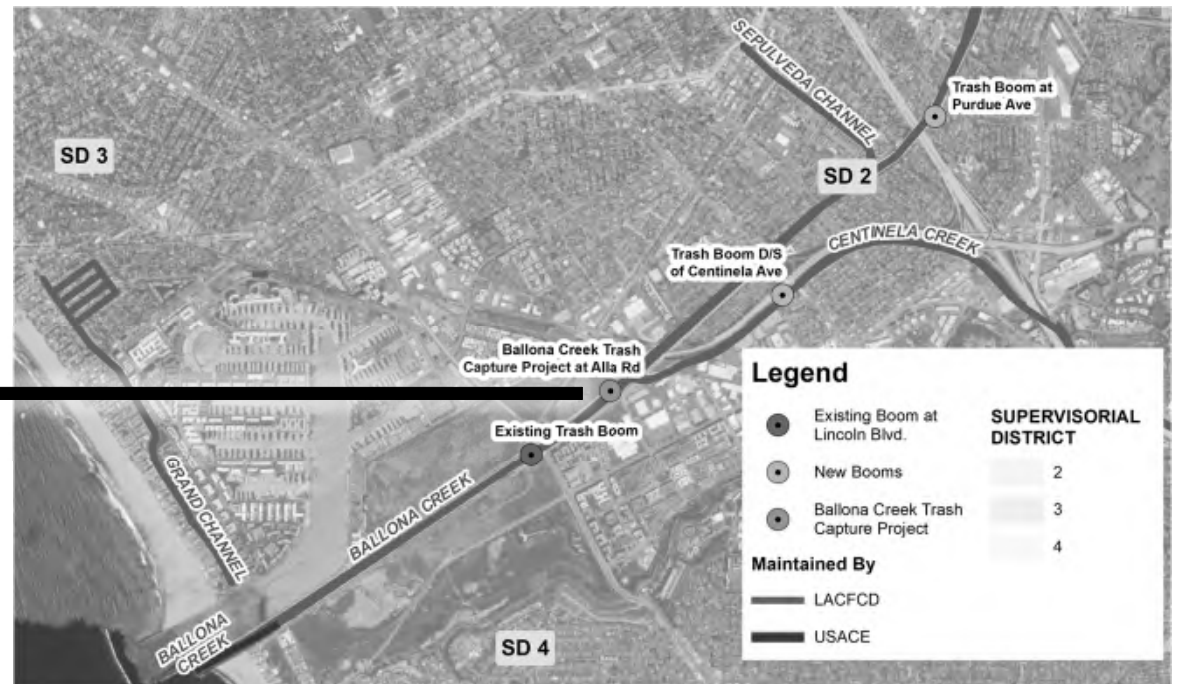 SEPULVEDA CHANNEL
Trash Boom at
Purdue Ave
SD 3
SD 2
CENTINELA CREEK
Trash Boom D/S
of Centinela Ave
Ballona Creek Trash
Capture Project at Alla Rd
Existing Trash Boom
GRAND CHANNEL
BALLONA CREEK
BALLONA
CREEK
SD 4
Legend
Existing Boom at
Lincoln Blvd.
New Booms
Ballona Creek Trash
Capture Project
Maintained By
LACFCD
USACE
SUPERVISORIAL
DISTRICT
2
3
4